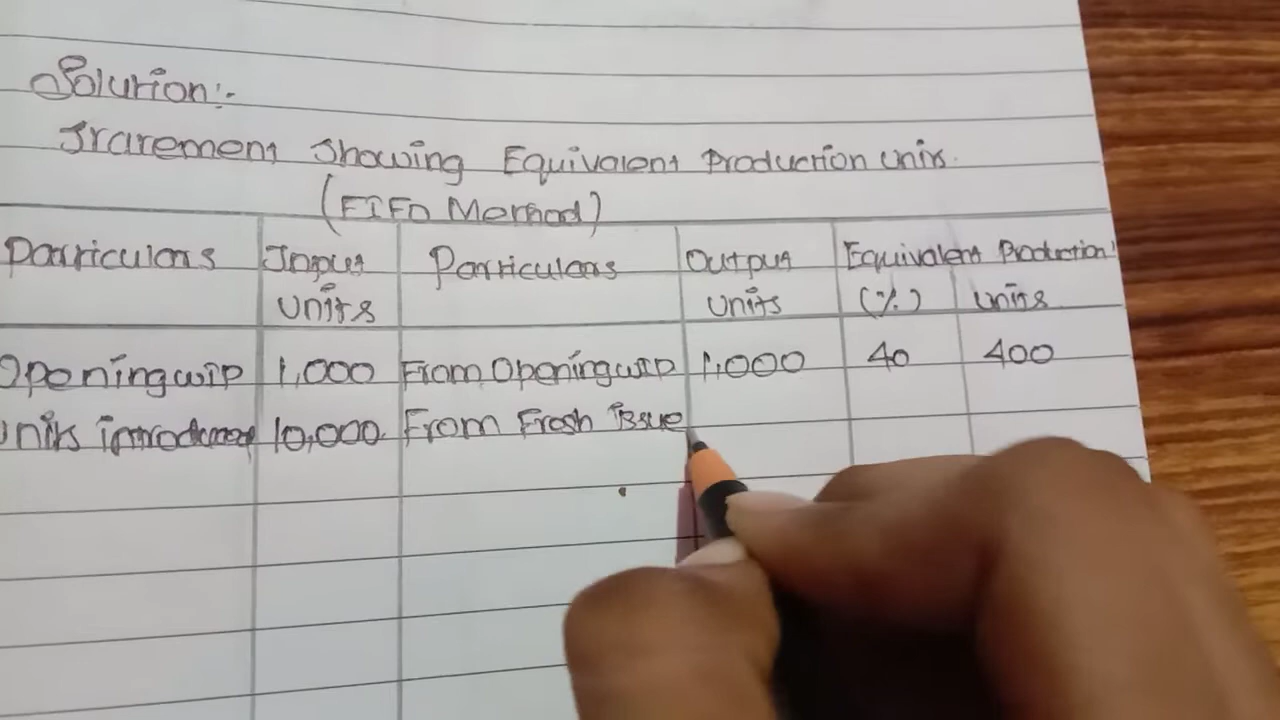 Solution:-
Statement Showing Equivalent Production Units.
(FIFO Method)
Particulars Input Units Particulars Output Units Equivalent Production
(%) Units
Opening WIP 1,000 From Opening WIP 1,000 40 400
Units introduced 10,000 From Fresh issue